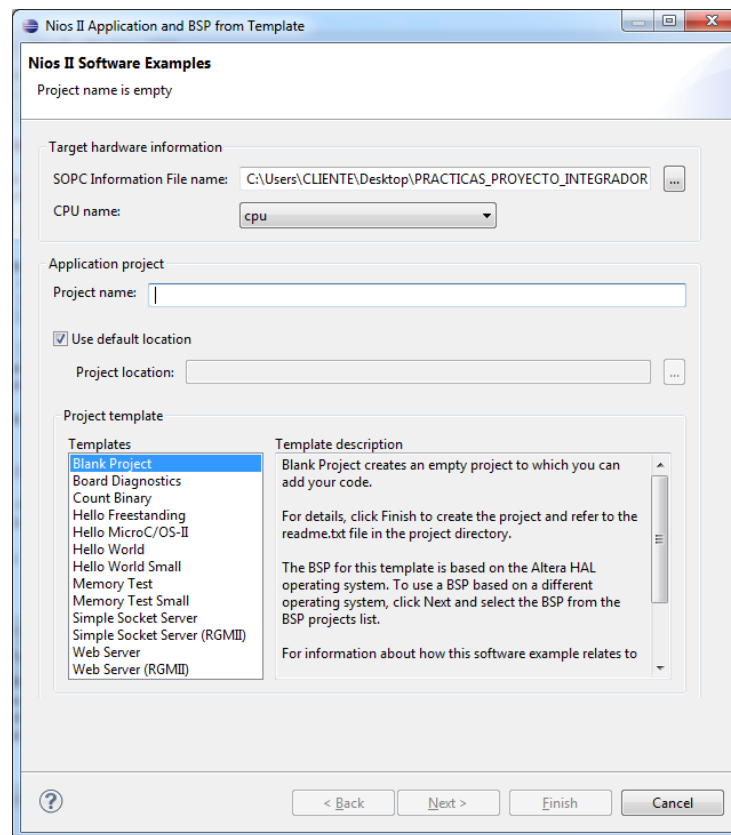 Nios II Application and BSP from Template
Nios II Software Examples
Project name is empty
Target hardware information
SOPC Information File name: C:\Users\CLIENTE\Desktop\PRACTICAS_PROYECTO_INTEGRADOR ...
CPU name: cpu
Application project
Project name:
Use default location
Project location: ...
Project template
Templates
Blank Project
Board Diagnostics
Count Binary
Hello Freestanding
Hello MicroC/OS-II
Hello World
Hello World Small
Memory Test
Memory Test Small
Simple Socket Server
Simple Socket Server (RGMII)
Web Server
Web Server (RGMII)
Template description
Blank Project creates an empty project to which you can
add your code.
For details, click Finish to create the project and refer to the
readme.txt file in the project directory.
The BSP for this template is based on the Altera HAL
operating system. To use a BSP based on a different
operating system, click Next and select the BSP from the
BSP projects list.
For information about how this software example relates to
? < Back Next > Finish Cancel